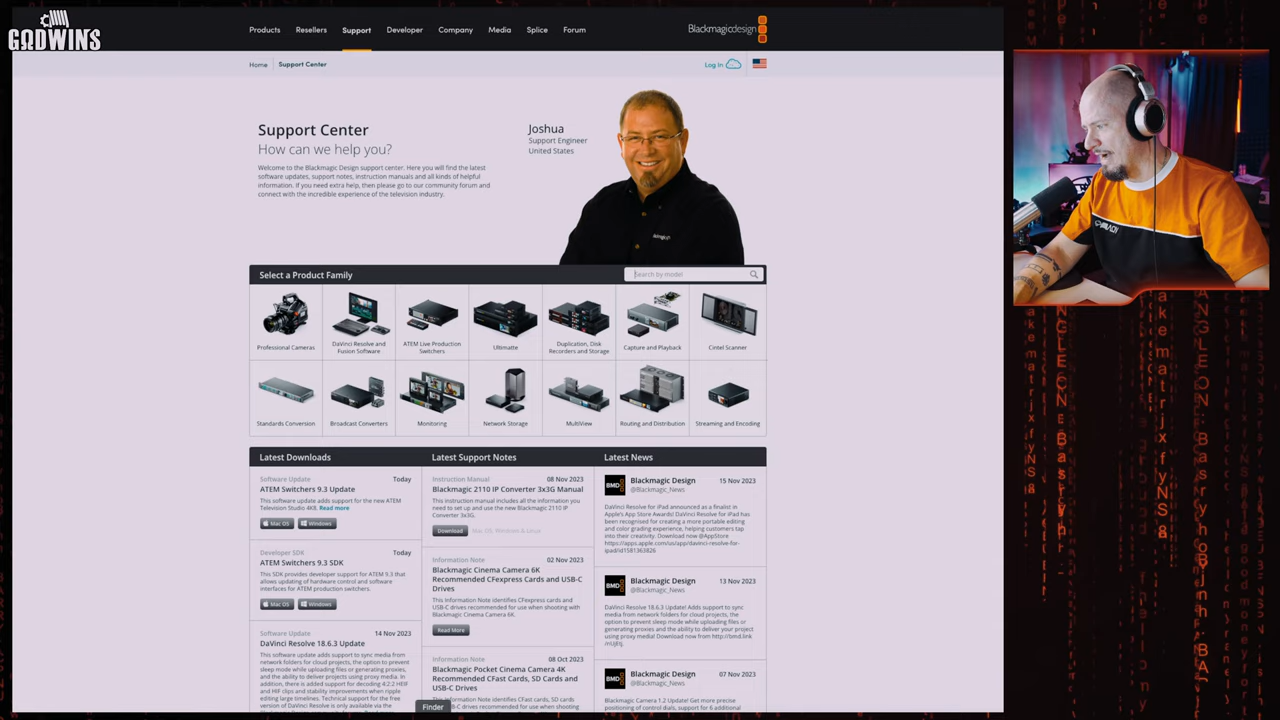 GODWINS
Products
Resellers
Support
Developer
Company
Media
Splice
Forum
Blackmagicdesign
Home
Support Center
Log In
Support Center
How can we help you?
Welcome to the Blackmagic Design support center. Here you will find the latest
software updates, support notes, instruction manuals and all kinds of helpful
information. If you need extra help, then please go to our community forum and
connect with the incredible experience of the television industry.
Joshua
Support Engineer
United States
Select a Product Family
Search by model
Professional Cameras
DaVinci Resolve and
Fusion Software
ATEM Live Production
Switchers
Ultimatte
Duplication, Disk
Recorders and Storage
Capture and Playback
Cintel Scanner
Standards Conversion
Broadcast Converters
Monitoring
Network Storage
MultiView
Routing and Distribution
Streaming and Encoding
Latest Downloads
Software Update
Today
ATEM Switchers 9.3 Update
This software update adds support for the new ATEM
Television Studio 4K8. Read more
Mac OS
Windows
Developer SDK
Today
ATEM Switchers 9.3 SDK
This SDK provides developer support for ATEM 9.3 that
allows updating of hardware control and software
interfaces for ATEM production switchers.
Mac OS
Windows
Software Update
14 Nov 2023
DaVinci Resolve 18.6.3 Update
This software update adds support to sync media from
network folders for cloud projects, the option to prevent
sleep mode while uploading files or generating proxies,
and the ability to deliver projects using proxy media. In
addition, there is added support for decoding 4:2:2 HEIF
and HIF clips and stability improvements when ripple
editing large timelines. Technical support for the free
version of DaVinci Resolve is only available via the
Latest Support Notes
Instruction Manual
08 Nov 2023
Blackmagic 2110 IP Converter 3x3G Manual
This instruction manual includes all the information you
need to set up and use the new Blackmagic 2110 IP
Converter 3x3G.
Download
Mac OS, Windows & Linux
Information Note
02 Nov 2023
Blackmagic Cinema Camera 6K
Recommended CFexpress Cards and USB-C
Drives
This Information Note identifies CFexpress cards and
USB-C drives recommended for use when shooting with
Blackmagic Cinema Camera 6K.
Read More
Information Note
08 Oct 2023
Blackmagic Pocket Cinema Camera 4K
Recommended CFast Cards, SD Cards and
USB-C Drives
This Information Note identifies CFast cards, SD cards
Finder
Latest News
BMD
Blackmagic Design
15 Nov 2023
@Blackmagic_News
DaVinci Resolve for iPad announced as a finalist in
Apple's App Store Awards! DaVinci Resolve for iPad has
been recognised for creating a more portable editing
and color grading experience, helping customers tap
into their creativity. Download now @AppStore
https://apps.apple.com/us/app/davinci-resolve-for-
ipad/id1581363826
BMD
Blackmagic Design
13 Nov 2023
@Blackmagic_News
DaVinci Resolve 18.6.3 Update! Adds support to sync
media from network folders for cloud projects, the
option to prevent sleep mode while uploading files or
generating proxies and the ability to deliver your project
using proxy media! Download now from http://bmd.link
BMD
Blackmagic Design
07 Nov 2023
@Blackmagic_News
Blackmagic Camera 1.2 Update! Get more precise
positioning of control dials, support for 6 additional